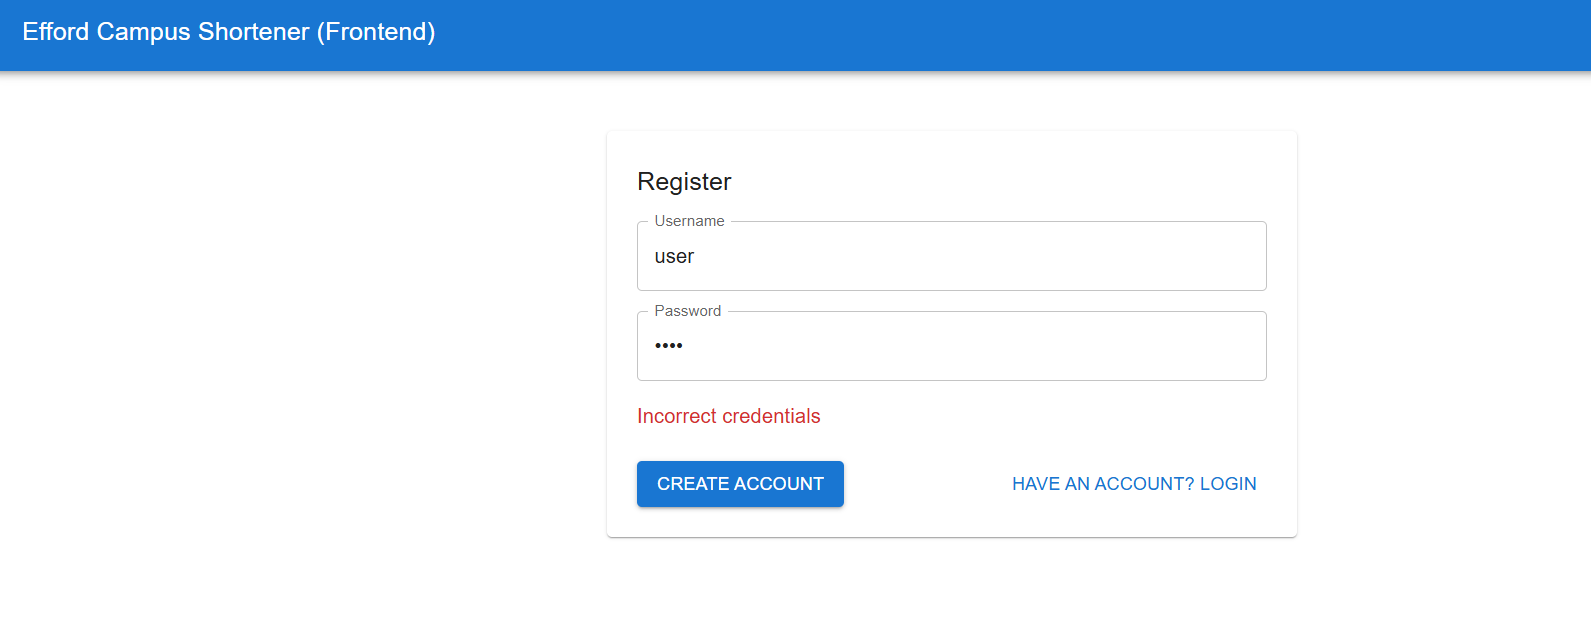 Efford Campus Shortener (Frontend)
Register
Username
user
Password
••••
Incorrect credentials
CREATE ACCOUNT
HAVE AN ACCOUNT? LOGIN